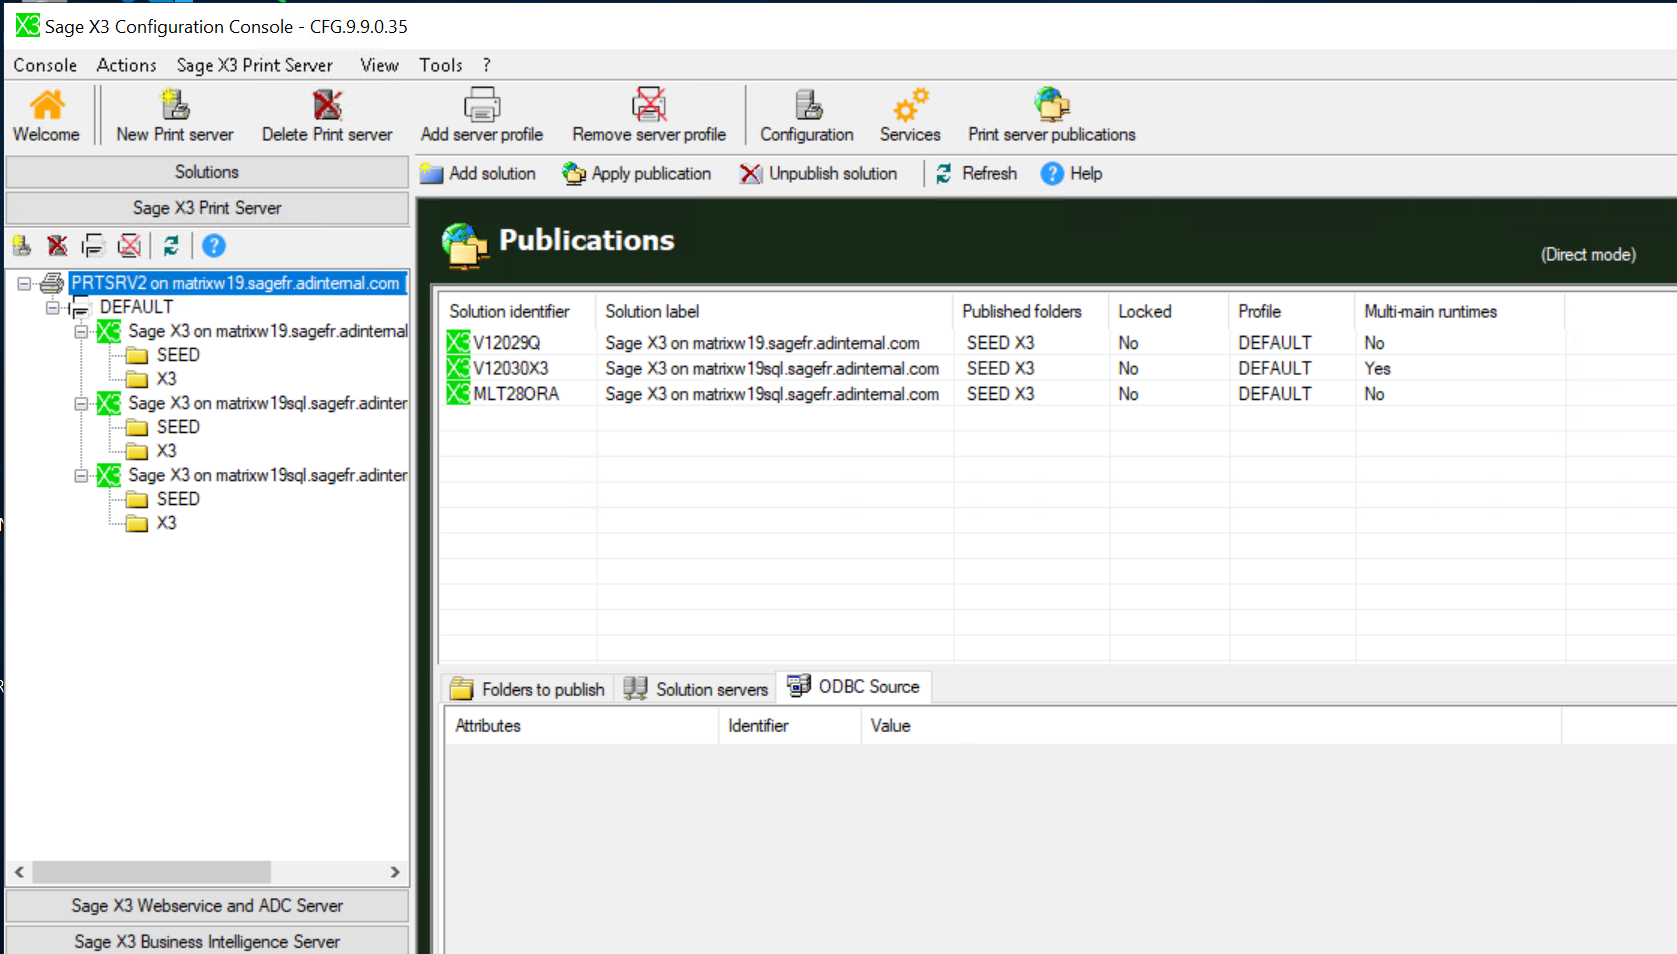 X3 Sage X3 Configuration Console - CFG.9.9.0.35
Console Actions Sage X3 Print Server View Tools ?
Welcome New Print server Delete Print server Add server profile Remove server profile Configuration Services Print server publications
Solutions
Sage X3 Print Server
Add solution Apply publication Unpublish solution Refresh ? Help
?
PRTSRV2 on matrixw19.sagefr.adinternal.com
DEFAULT
X3 Sage X3 on matrixw19.sagefr.adinternal
SEED
X3
X3 Sage X3 on matrixw19sql.sagefr.adinter
SEED
X3
X3 Sage X3 on matrixw19sql.sagefr.adinter
SEED
X3
Sage X3 Webservice and ADC Server
Sage X3 Business Intelligence Server
Publications
(Direct mode)
Solution identifier Solution label Published folders Locked Profile Multi-main runtimes
X3 V12029Q Sage X3 on matrixw19.sagefr.adinternal.com SEED X3 No DEFAULT No
X3 V12030X3 Sage X3 on matrixw19sql.sagefr.adinternal.com SEED X3 No DEFAULT Yes
X3 MLT28ORA Sage X3 on matrixw19sql.sagefr.adinternal.com SEED X3 No DEFAULT No
Folders to publish Solution servers ODBC Source
Attributes Identifier Value